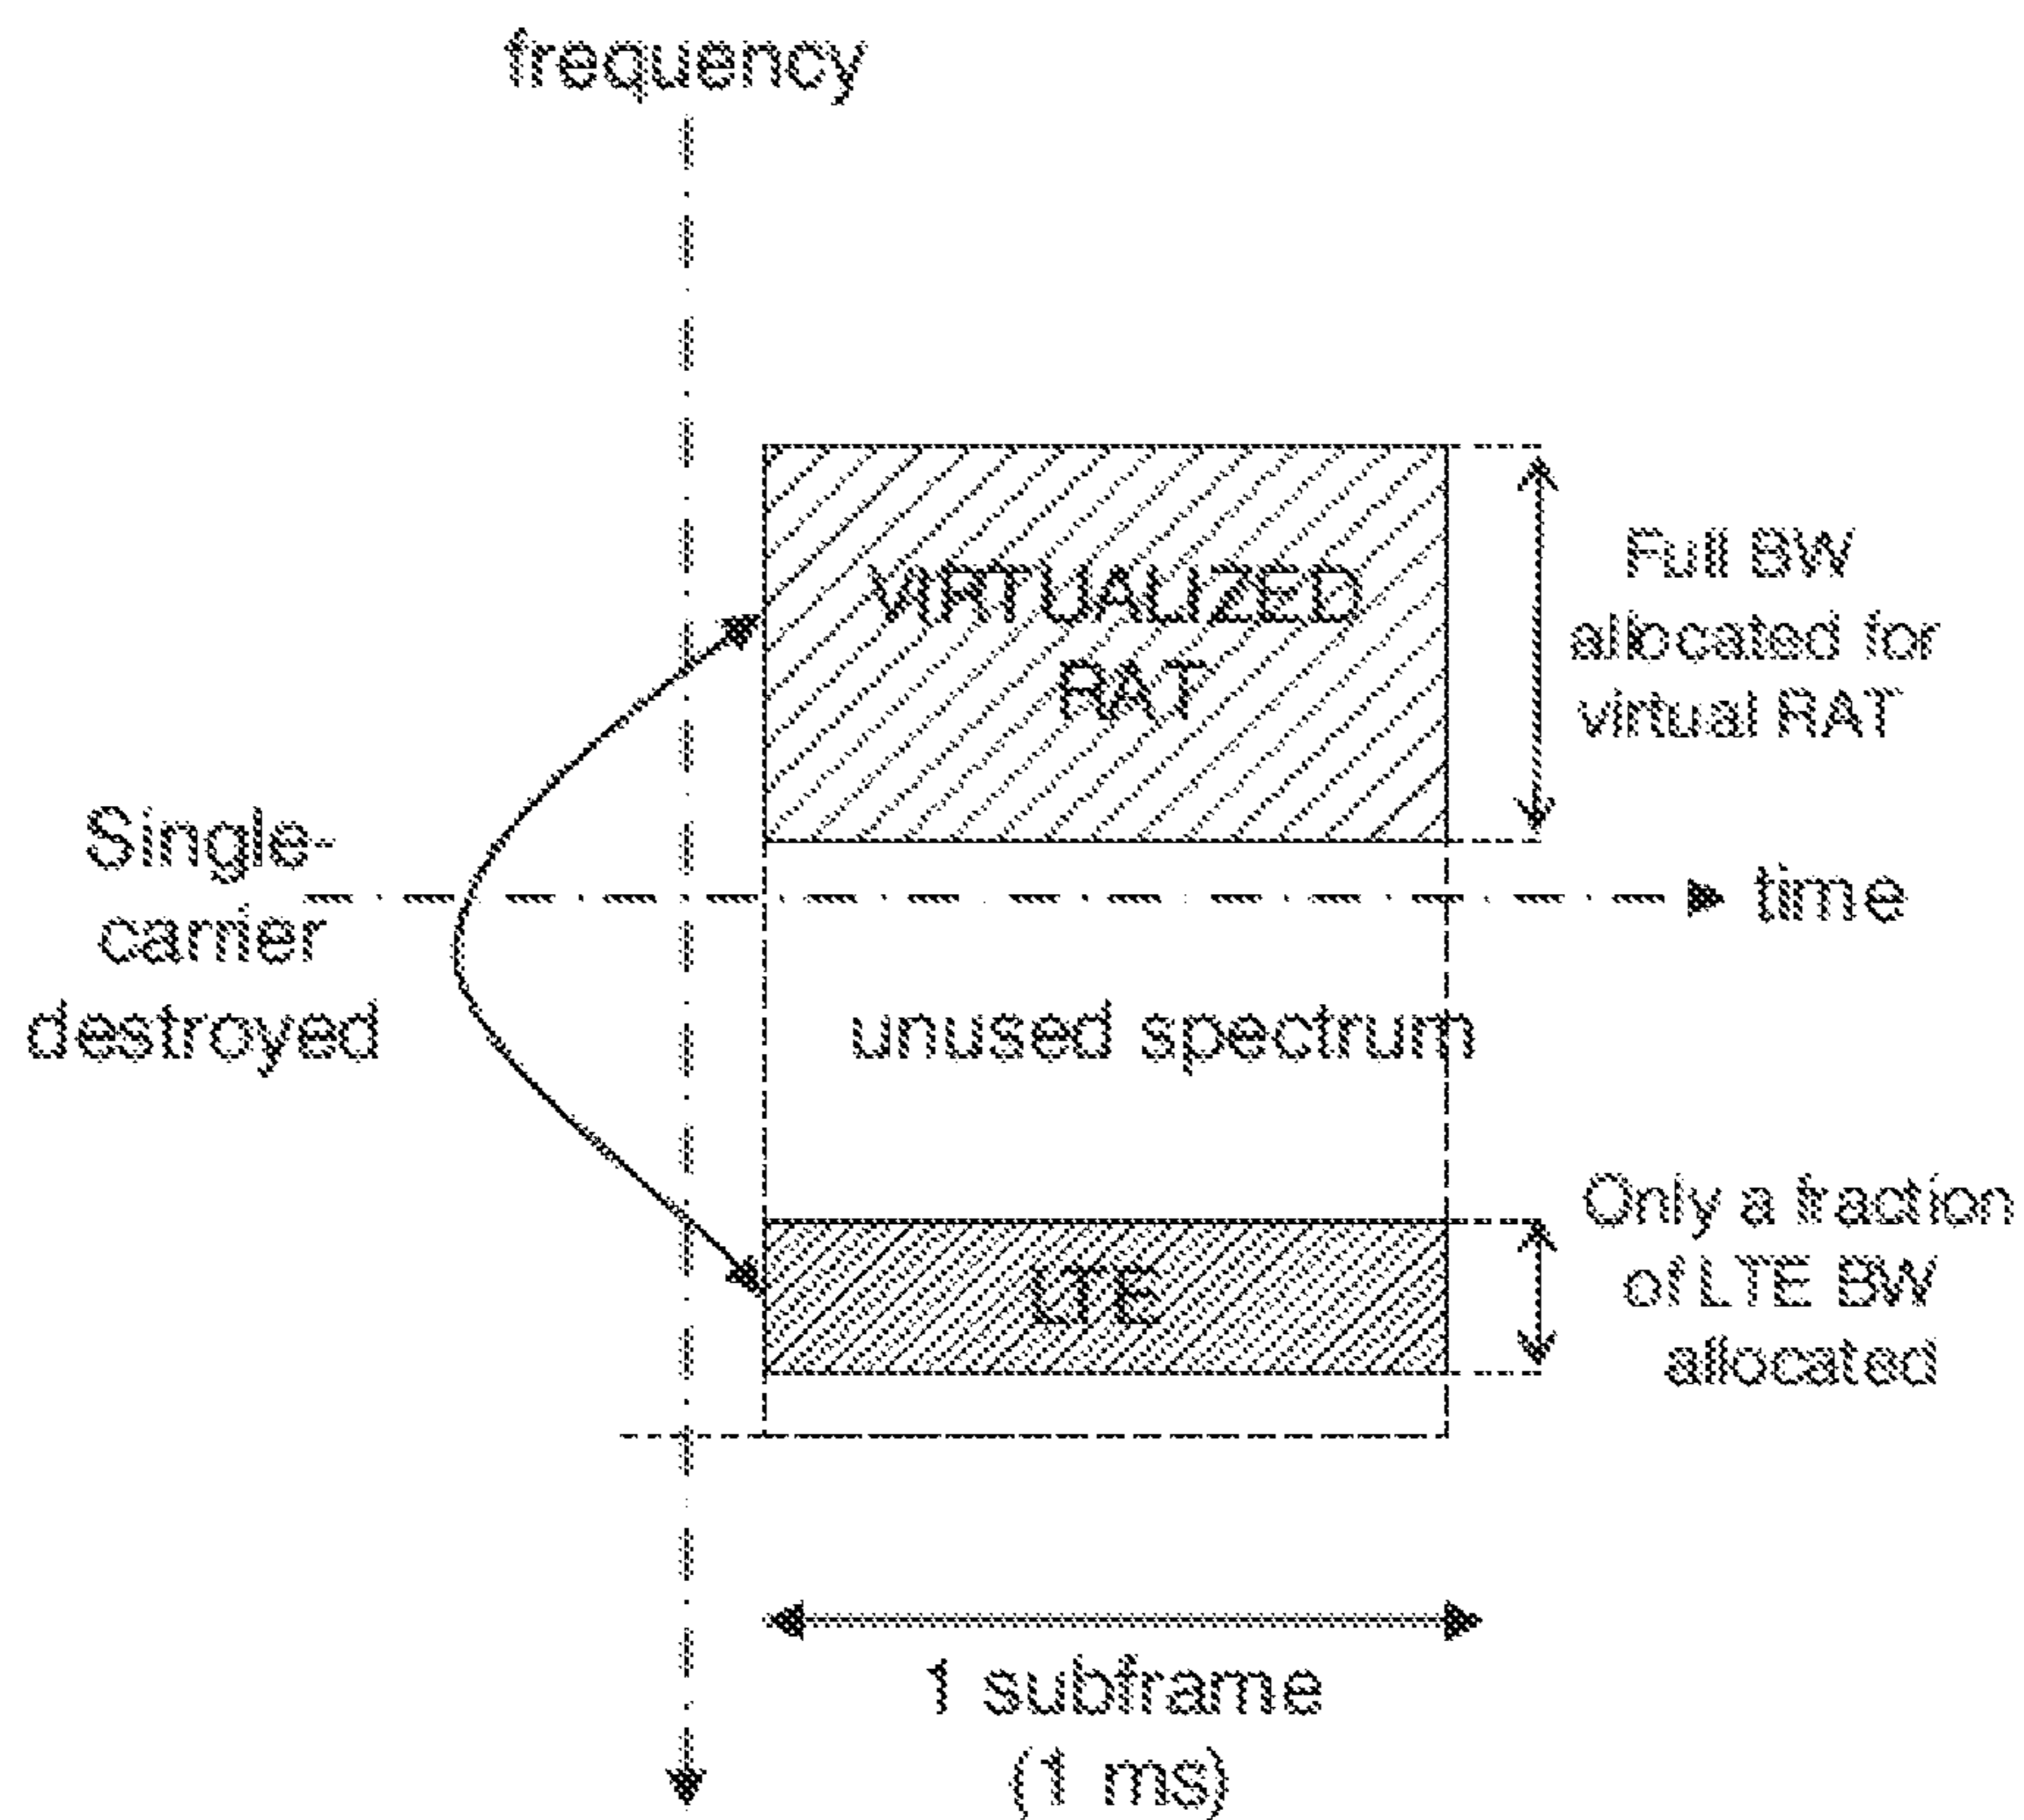 frequency
VIRTUALIZED
RAT
Full BW
allocated for
virtual RAT
Single-
carrier
destroyed
time
unused spectrum
LTE
Only a fraction
of LTE BW
allocated
1 subframe
(1 ms)